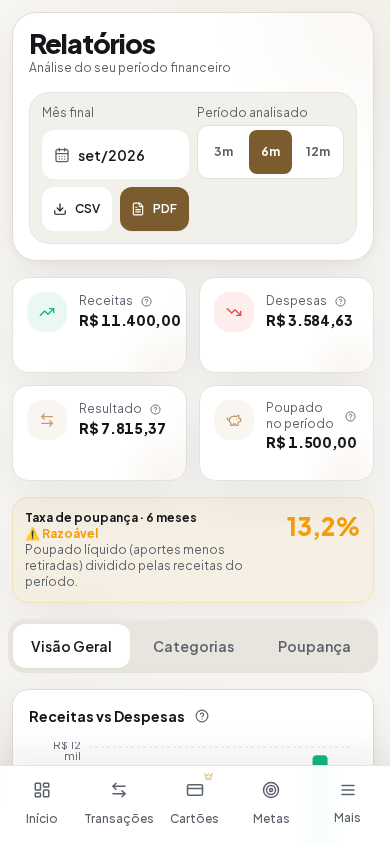 Relatórios
Análise do seu período financeiro
Mês final
Período analisado
set/2026
3m
6m
12m
CSV
PDF
Receitas
R$ 11.400,00
Despesas
R$ 3.584,63
Resultado
R$ 7.815,37
Poupado
no período
R$ 1.500,00
Taxa de poupança · 6 meses
⚠️ Razoável
13,2%
Poupado líquido (aportes menos
retiradas) dividido pelas receitas do
período.
Visão Geral
Categorias
Poupança
Receitas vs Despesas
R$ 12
mil
Início
Transações
Cartões
Metas
Mais